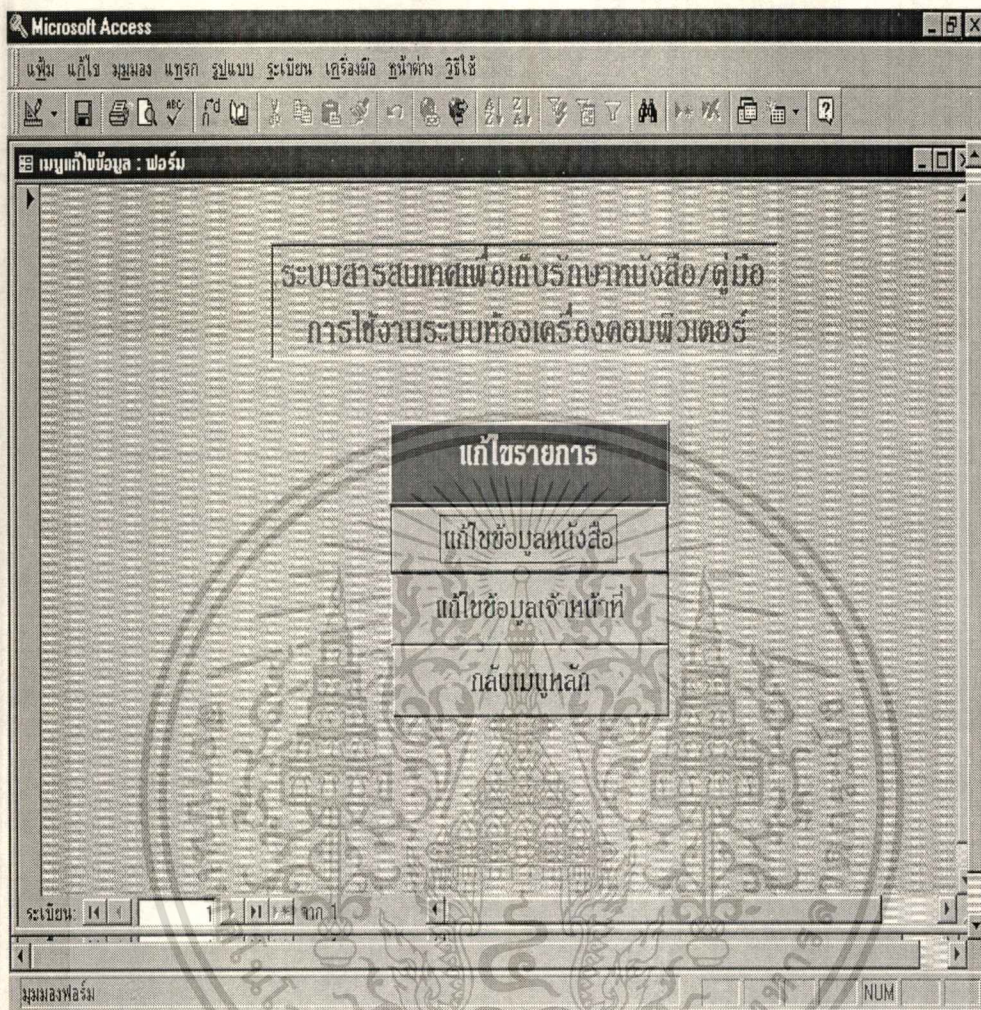 Microsoft Access
แฟ้ม แก้ไข มุมมอง แทรก รูปแบบ ระเบียน เครื่องมือ หน้าต่าง วิธีใช้
เมนูแก้ไขข้อมูล : ฟอร์ม
ระบบสารสนเทศเพื่อเก็บรักษาหนังสือ/คู่มือ
การใช้งานระบบห้องเครื่องคอมพิวเตอร์
แก้ไขรายการ
แก้ไขข้อมูลหนังสือ
แก้ไขข้อมูลเจ้าหน้าที่
กลับเมนูหลัก
ระเบียน: 1 จาก 1
มุมมองฟอร์ม NUM